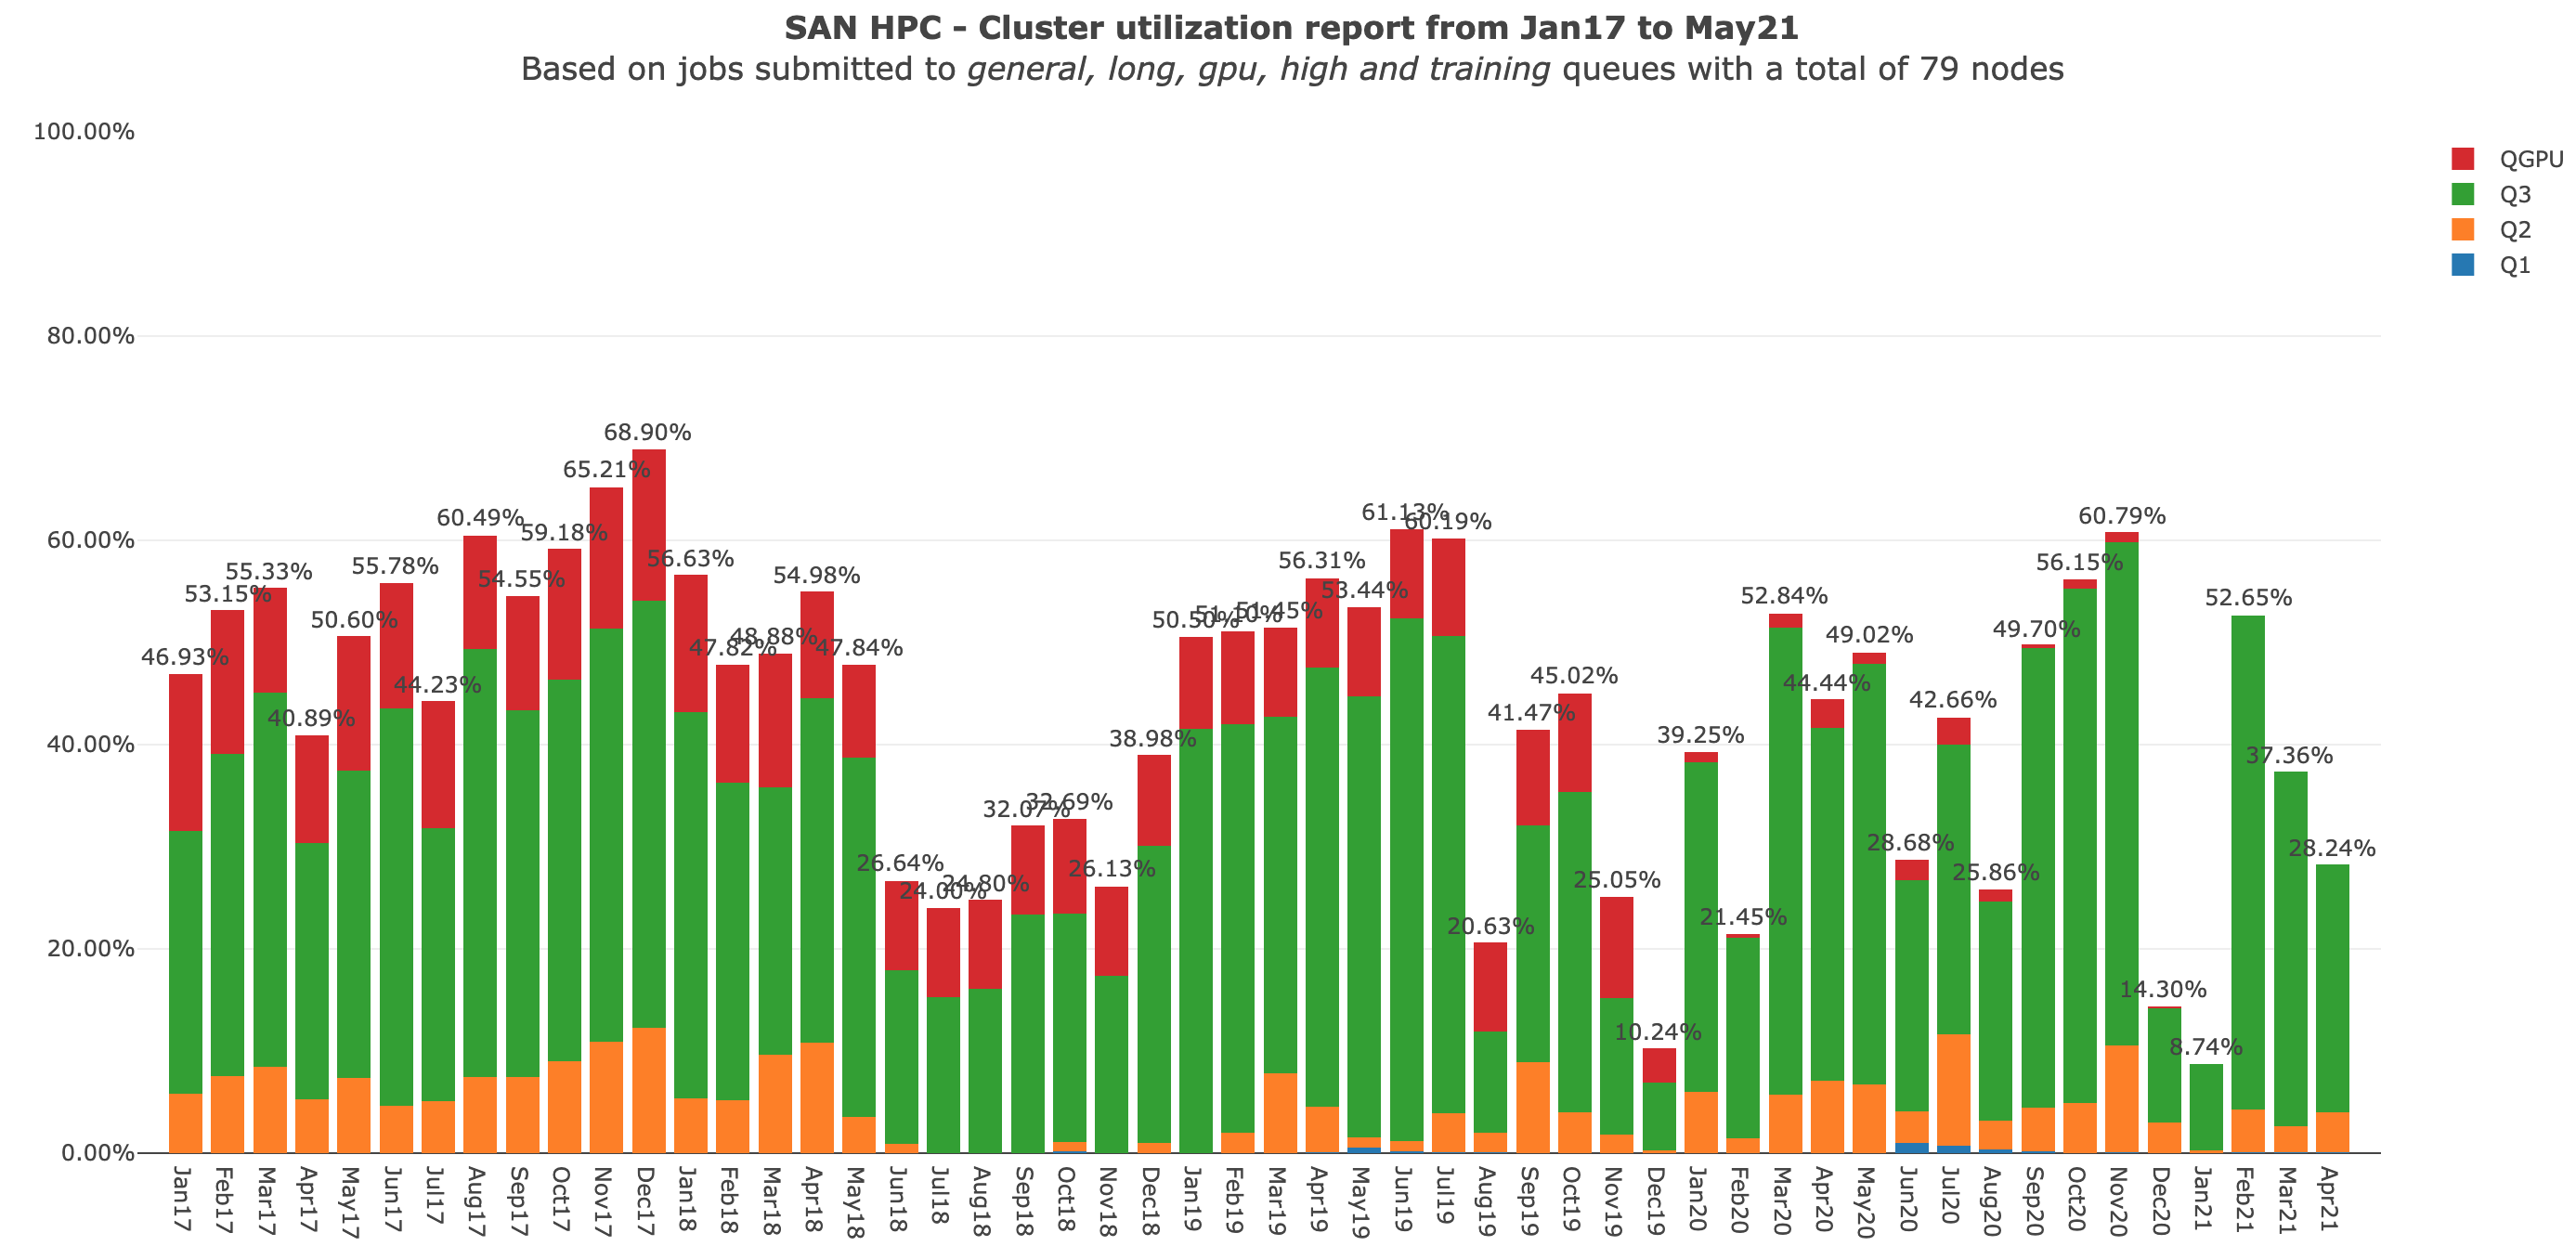 SAN HPC - Cluster utilization report from Jan17 to May21
Based on jobs submitted to general, long, gpu, high and training queues with a total of 79 nodes
100.00%
80.00%
60.00%
40.00%
20.00%
0.00%
QGPU
Q3
Q2
Q1
46.93%
53.15%
55.33%
40.89%
50.60%
55.78%
44.23%
60.49%
54.55%
59.18%
65.21%
68.90%
56.63%
47.82%
48.88%
54.98%
47.84%
26.64%
24.00%
24.80%
32.07%
32.69%
26.13%
38.98%
50.50%
51.10%
51.45%
56.31%
53.44%
61.13%
60.19%
20.63%
41.47%
45.02%
25.05%
10.24%
39.25%
21.45%
52.84%
44.44%
49.02%
28.68%
42.66%
25.86%
49.70%
56.15%
60.79%
14.30%
8.74%
52.65%
37.36%
28.24%
Jan17
Feb17
Mar17
Apr17
May17
Jun17
Jul17
Aug17
Sep17
Oct17
Nov17
Dec17
Jan18
Feb18
Mar18
Apr18
May18
Jun18
Jul18
Aug18
Sep18
Oct18
Nov18
Dec18
Jan19
Feb19
Mar19
Apr19
May19
Jun19
Jul19
Aug19
Sep19
Oct19
Nov19
Dec19
Jan20
Feb20
Mar20
Apr20
May20
Jun20
Jul20
Aug20
Sep20
Oct20
Nov20
Dec20
Jan21
Feb21
Mar21
Apr21